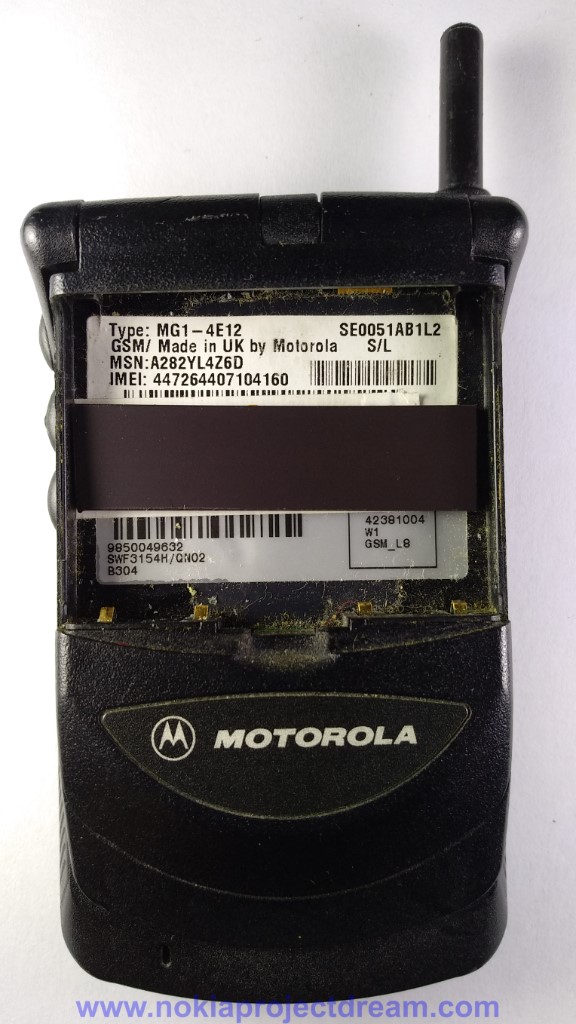 Type: MG1-4E12 SE0051AB1L2
GSM/ Made in UK by Motorola S/L
MSN:A282YL4Z6D
IMEI: 447264407104160
9850049632
SWF3154H/QN02
B304
42381004
W1
GSM_L8
MOTOROLA
www.nokiaprojectdream.com